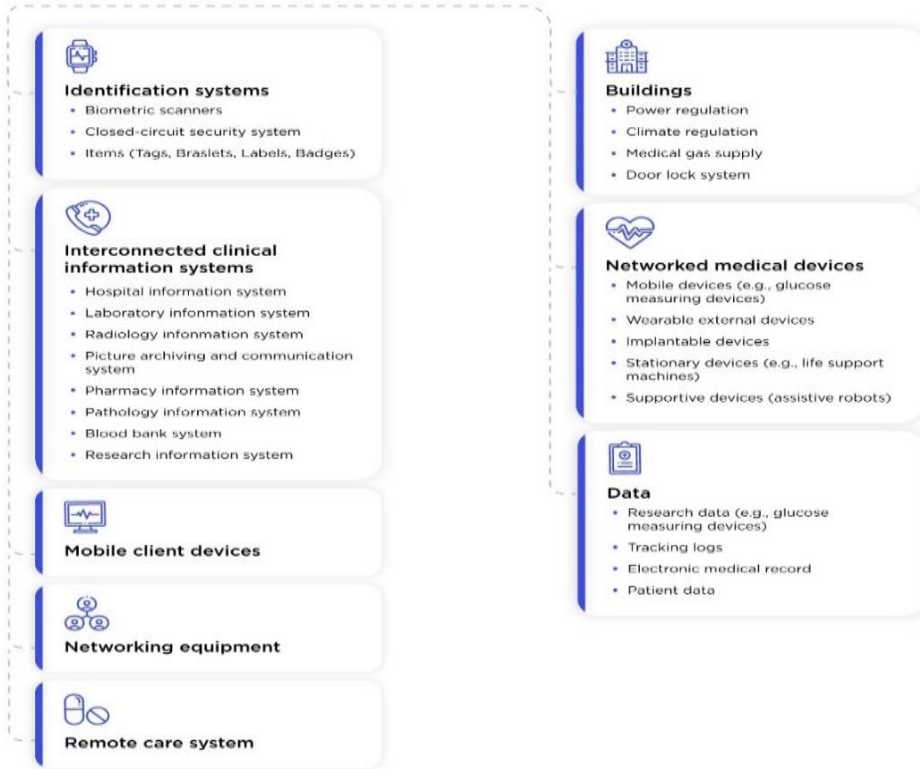 Identification systems
• Biometric scanners
• Closed-circuit security system
• Items (Tags, Braslets, Labels, Badges)
Interconnected clinical
information systems
• Hospital information system
• Laboratory infonmation system
• Radiology infonmation system
• Picture archiving and communication
system
• Pharmacy information system
• Pathology information system
• Blood bank system
• Research information system
Mobile client devices
Networking equipment
Remote care system
Buildings
• Power regulation
• Climate regulation
• Medical gas supply
• Door lock system
Networked medical devices
• Mobile devices (e.g., glucose
measuring devices)
• Wearable external devices
• Implantable devices
• Stationary devices (e.g., life support
machines)
• Supportive devices (assistive robots)
Data
• Research data (e.g., glucose
measuring devices)
• Tracking logs
• Electronic medical record
• Patient data